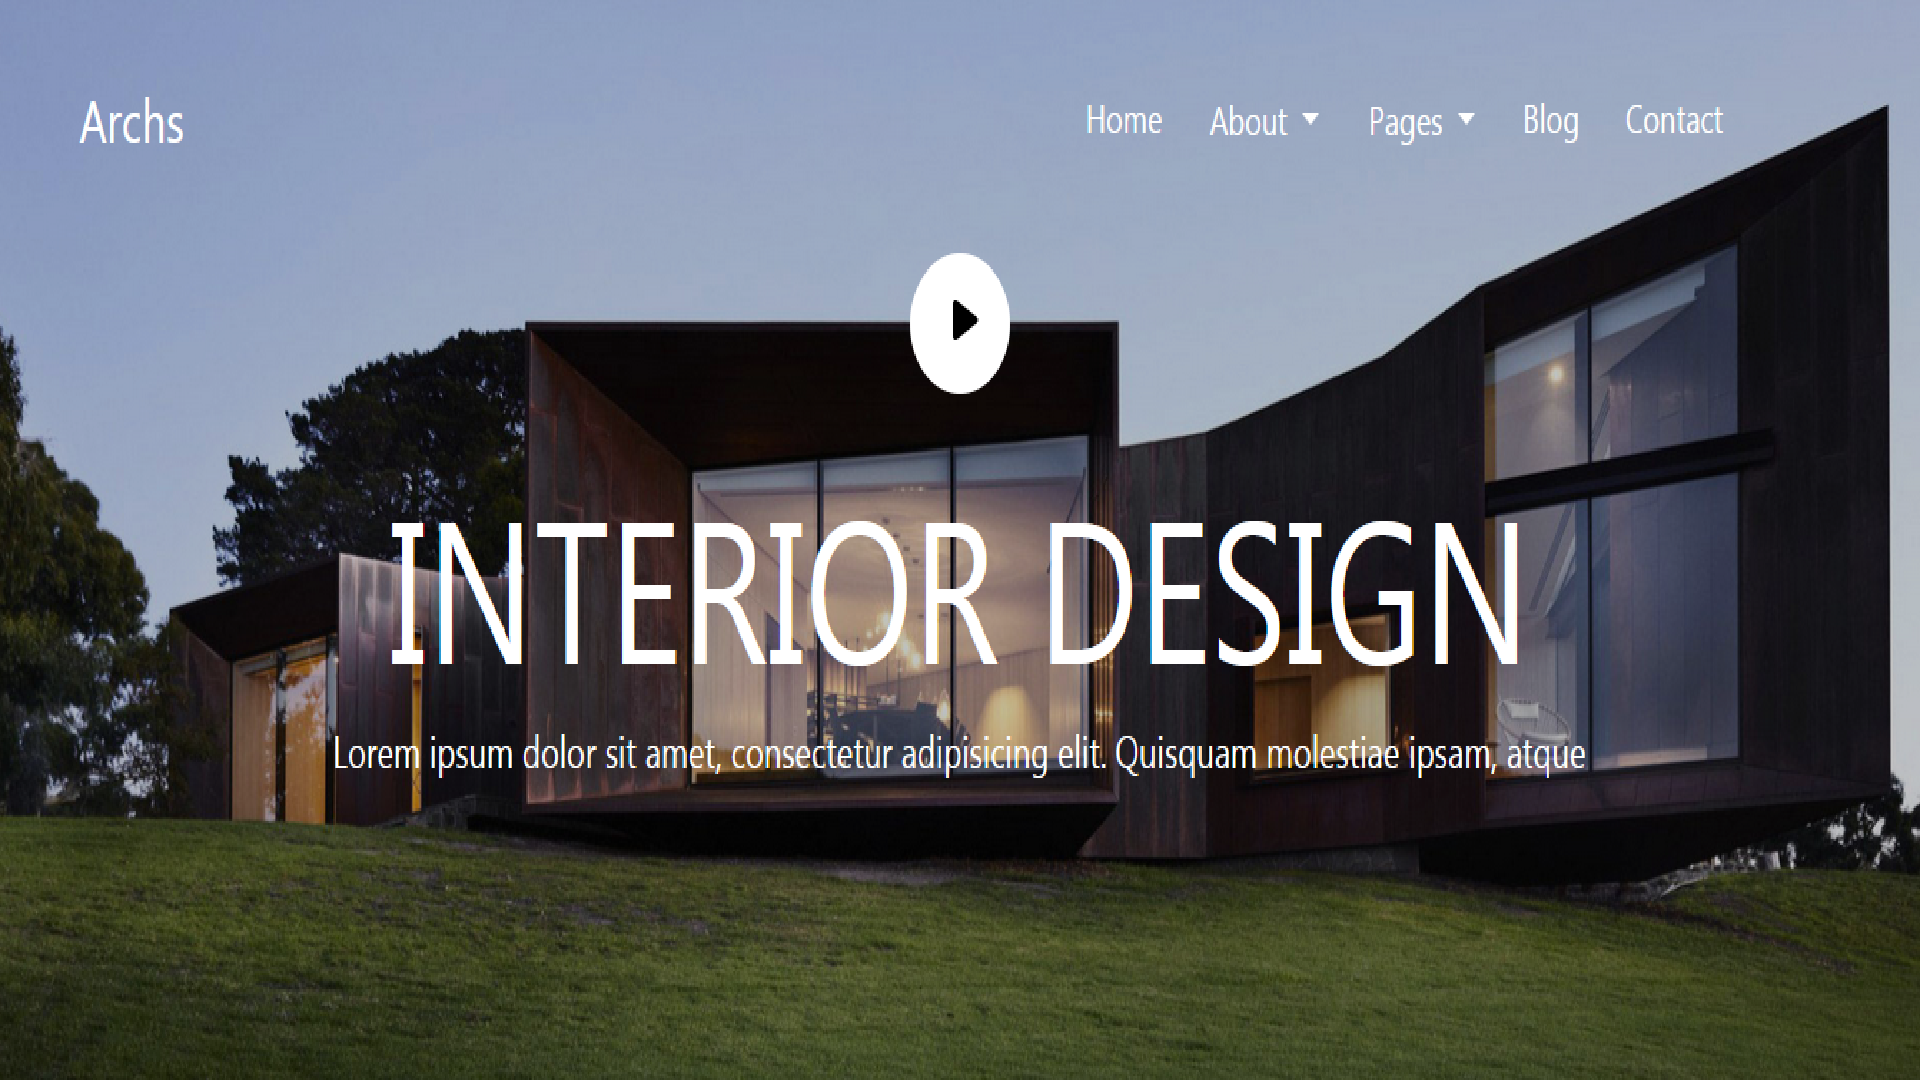 Archs
Home About Pages Blog Contact
INTERIOR DESIGN
Lorem ipsum dolor sit amet, consectetur adipisicing elit. Quisquam molestiae ipsam, atque